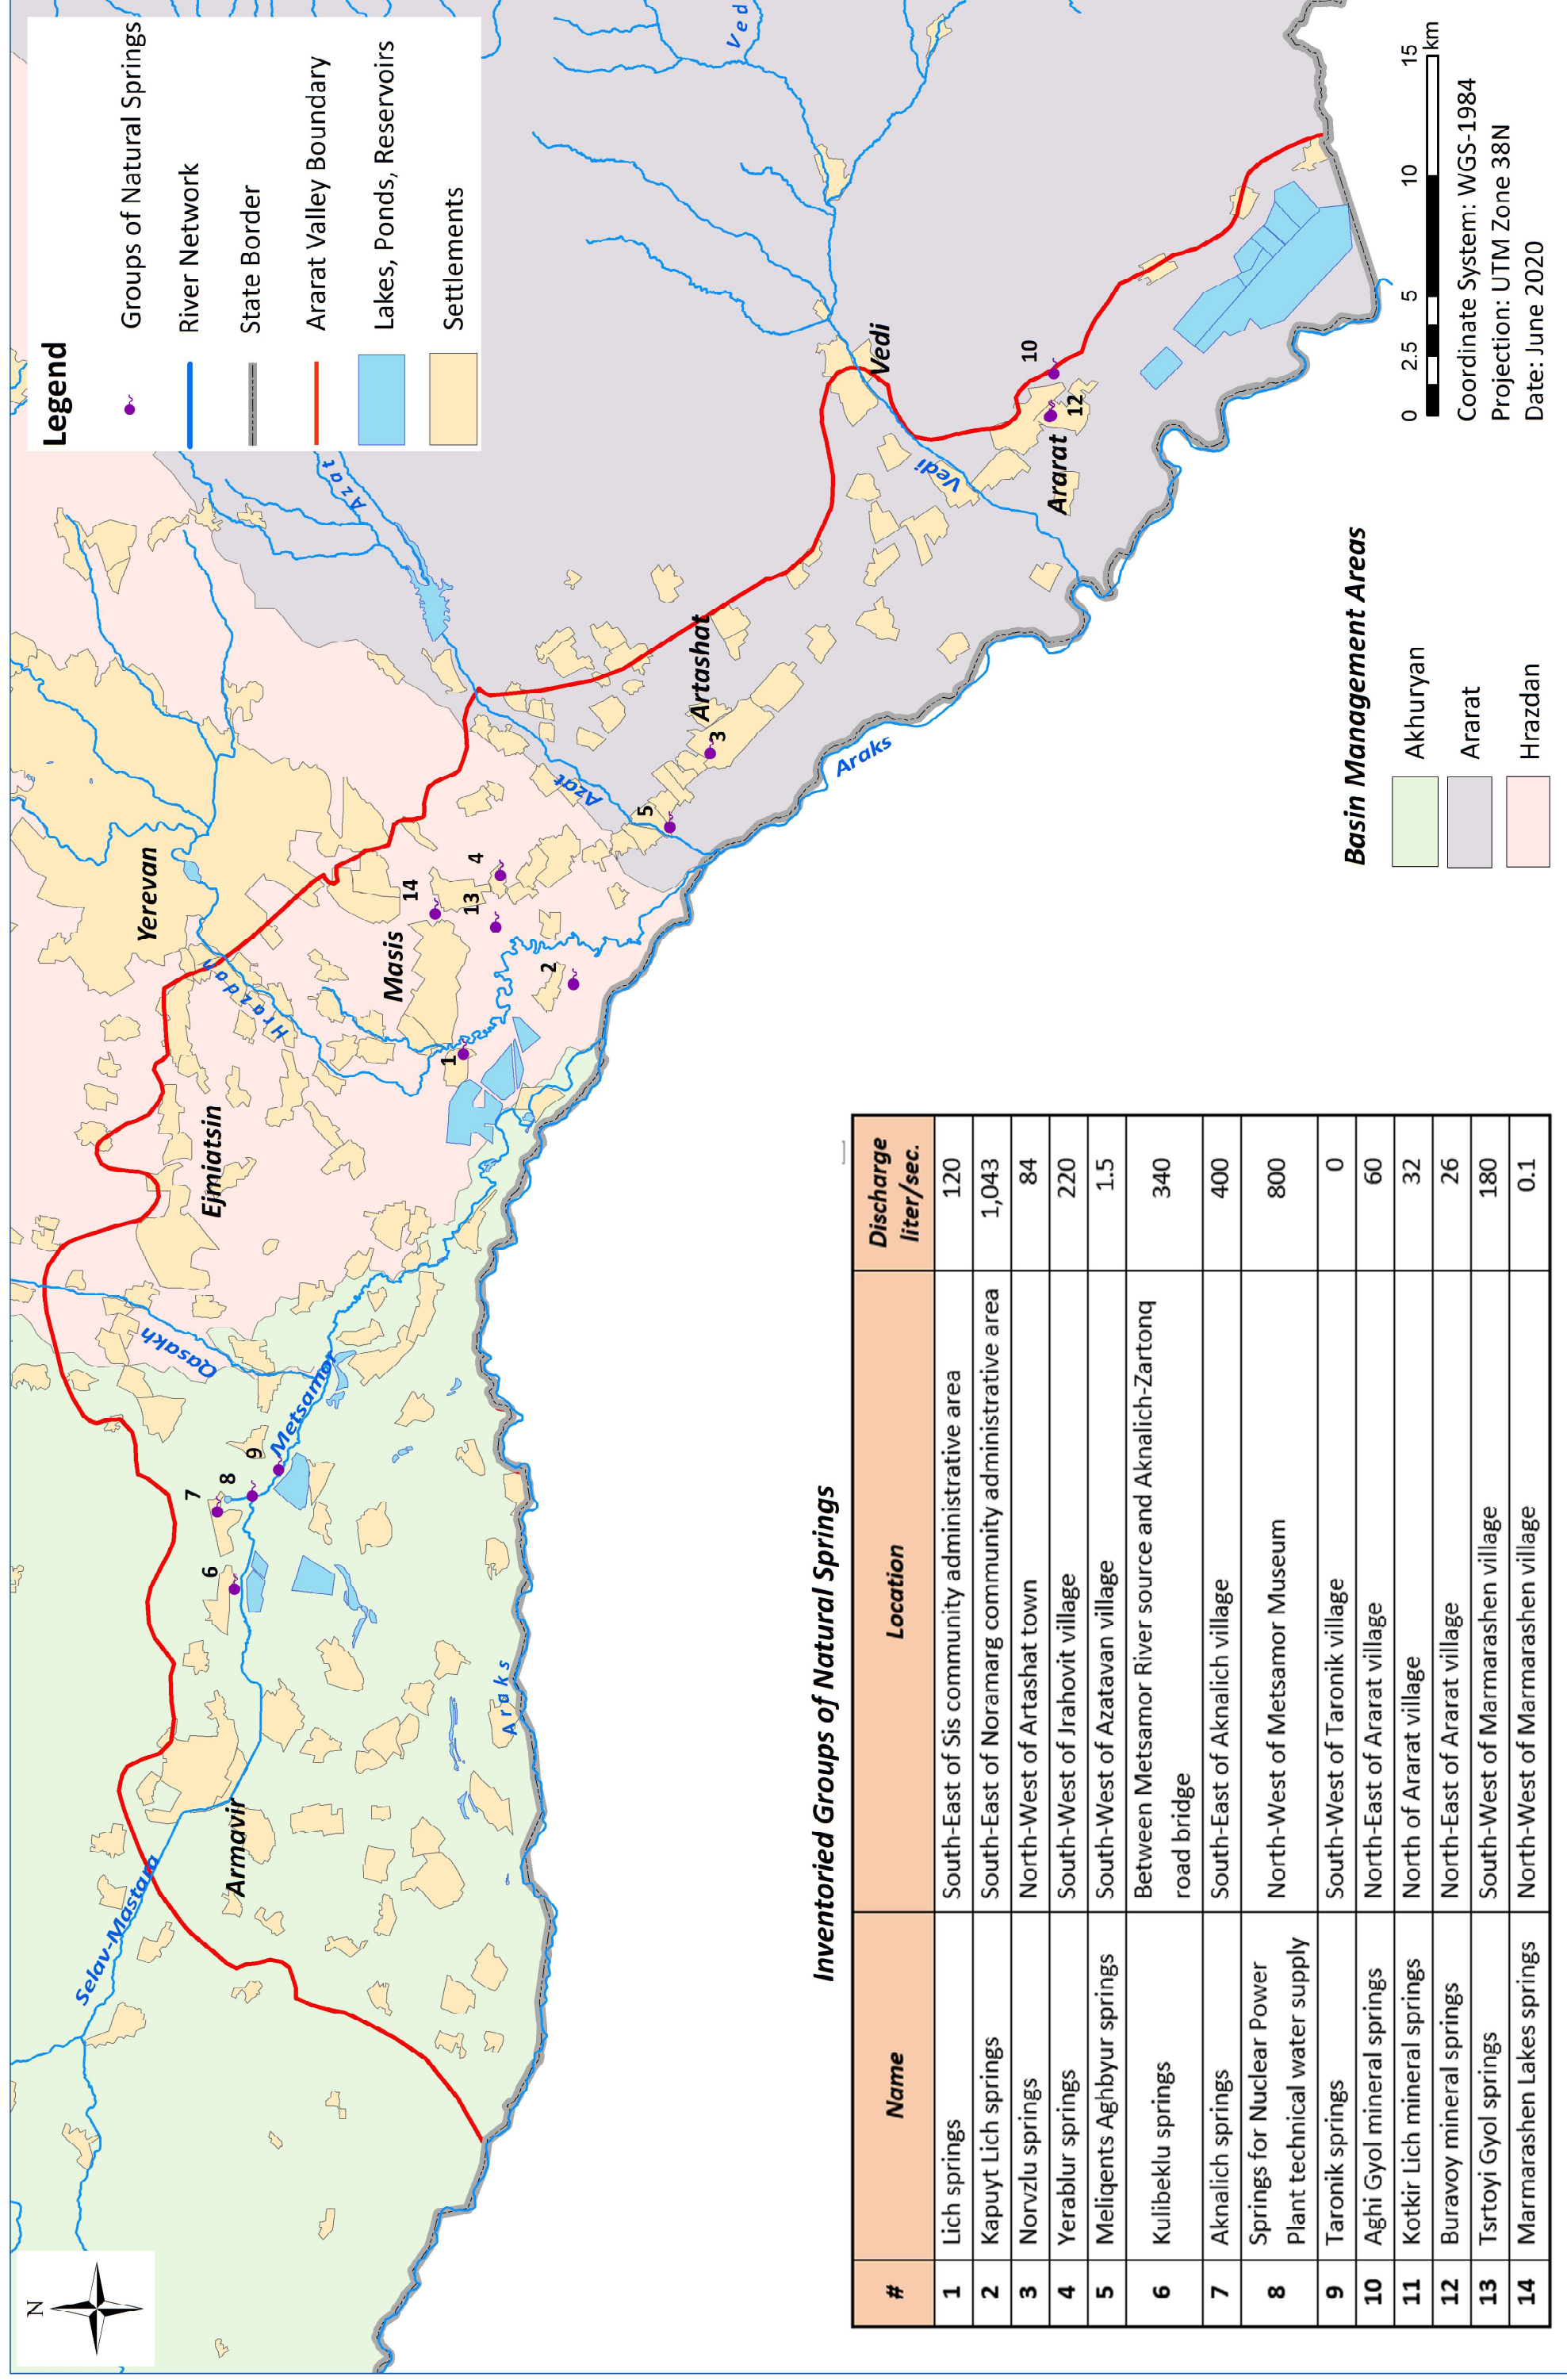 N
Selav-Mastara
Armavir
6
7
8
9
Metsamor
Qasakh
Araks
Ejmiatsin
Yerevan
Hrazdan
Masis
1
2
14
13
4
5
Azat
Artashat
3
Araks
Azat
Vedi
Vedi
Ved
Ararat
10
12
Legend
Groups of Natural Springs
River Network
State Border
Ararat Valley Boundary
Lakes, Ponds, Reservoirs
Settlements
Inventoried Groups of Natural Springs
# Name Location Discharge liter/sec.
1 Lich springs South-East of Sis community administrative area 120
2 Kapuyt Lich springs South-East of Noramarg community administrative area 1,043
3 Norvzlu springs North-West of Artashat town 84
4 Yerablur springs South-West of Jrahovit village 220
5 Meliqents Aghbyur springs South-West of Azatavan village 1.5
6 Kulibeklu springs Between Metsamor River source and Aknalich-Zartonq
road bridge 340
7 Aknalich springs South-East of Aknalich village 400
8 Springs for Nuclear Power
Plant technical water supply North-West of Metsamor Museum 800
9 Taronik springs South-West of Taronik village 0
10 Aghi Gyol mineral springs North-East of Ararat village 60
11 Kotkir Lich mineral springs North of Ararat village 32
12 Buravoy mineral springs North-East of Ararat village 26
13 Tsrtoyi Gyol springs South-West of Marmarashen village 180
14 Marmarashen Lakes springs North-West of Marmarashen village 0.1
Basin Management Areas
Akhuryan
Ararat
Hrazdan
0 2.5 5 10 15
km
Coordinate System: WGS-1984
Projection: UTM Zone 38N
Date: June 2020